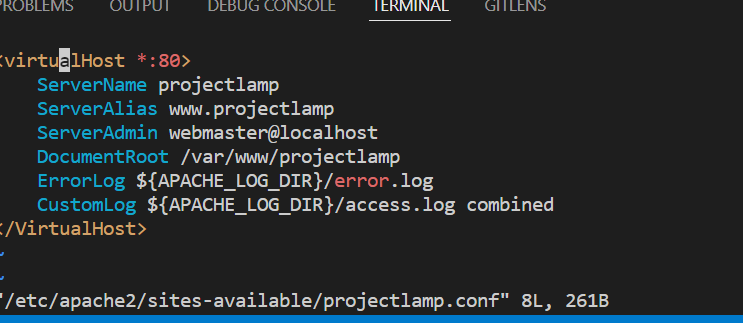 PROBLEMS OUTPUT DEBUG CONSOLE TERMINAL GITLENS
<virtualHost *:80>
ServerName projectlamp
ServerAlias www.projectlamp
ServerAdmin webmaster@localhost
DocumentRoot /var/www/projectlamp
ErrorLog ${APACHE_LOG_DIR}/error.log
CustomLog ${APACHE_LOG_DIR}/access.log combined
</VirtualHost>
~
~
"/etc/apache2/sites-available/projectlamp.conf" 8L, 261B